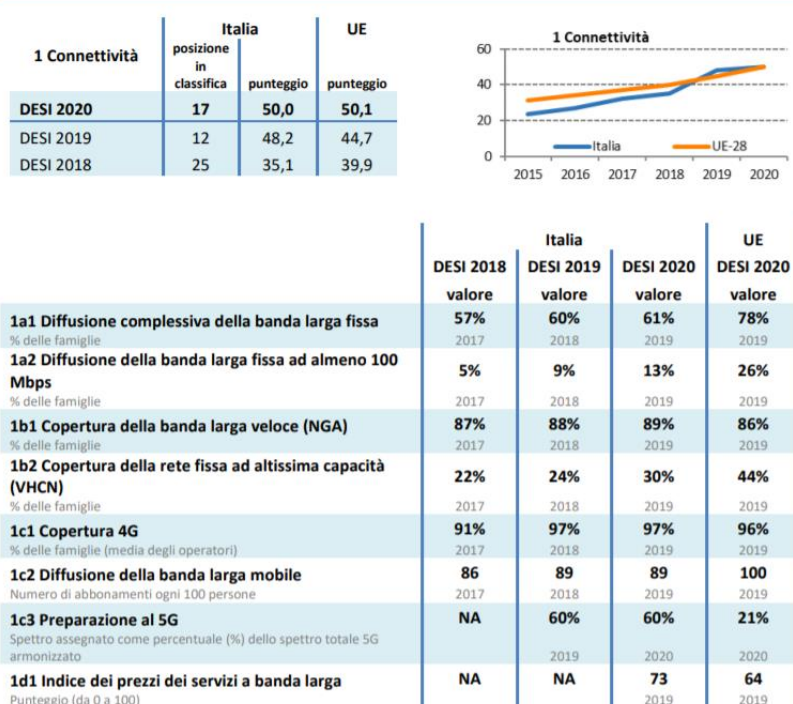 Italia
UE
1 Connettività
posizione
in
classifica
punteggio
punteggio
DESI 2020 17 50,0 50,1
DESI 2019 12 48,2 44,7
DESI 2018 25 35,1 39,9
1 Connettività
60
40
20
0
Italia UE-28
2015 2016 2017 2018 2019 2020
Italia UE
DESI 2018 DESI 2019 DESI 2020 DESI 2020
valore valore valore valore
1a1 Diffusione complessiva della banda larga fissa 57% 60% 61% 78%
% delle famiglie 2017 2018 2019 2019
1a2 Diffusione della banda larga fissa ad almeno 100
Mbps 5% 9% 13% 26%
% delle famiglie 2017 2018 2019 2019
1b1 Copertura della banda larga veloce (NGA) 87% 88% 89% 86%
% delle famiglie 2017 2018 2019 2019
1b2 Copertura della rete fissa ad altissima capacità
(VHCN) 22% 24% 30% 44%
% delle famiglie 2017 2018 2019 2019
1c1 Copertura 4G 91% 97% 97% 96%
% delle famiglie (media degli operatori) 2017 2018 2019 2019
1c2 Diffusione della banda larga mobile 86 89 89 100
Numero di abbonamenti ogni 100 persone 2017 2018 2019 2019
1c3 Preparazione al 5G NA 60% 60% 21%
Spettro assegnato come percentuale (%) dello spettro totale 5G
armonizzato 2019 2020 2020
1d1 Indice dei prezzi dei servizi a banda larga NA NA 73 64
Punteggio (da 0 a 100) 2019 2019